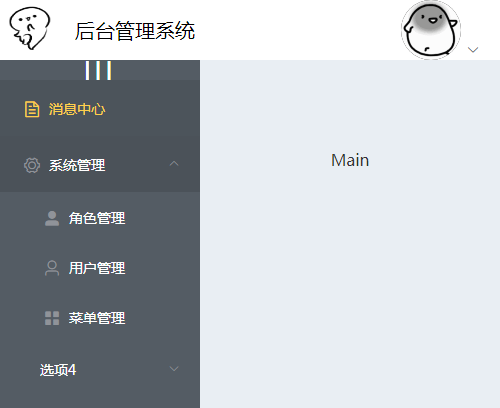 后台管理系统
消息中心
系统管理
角色管理
用户管理
菜单管理
选项4
Main